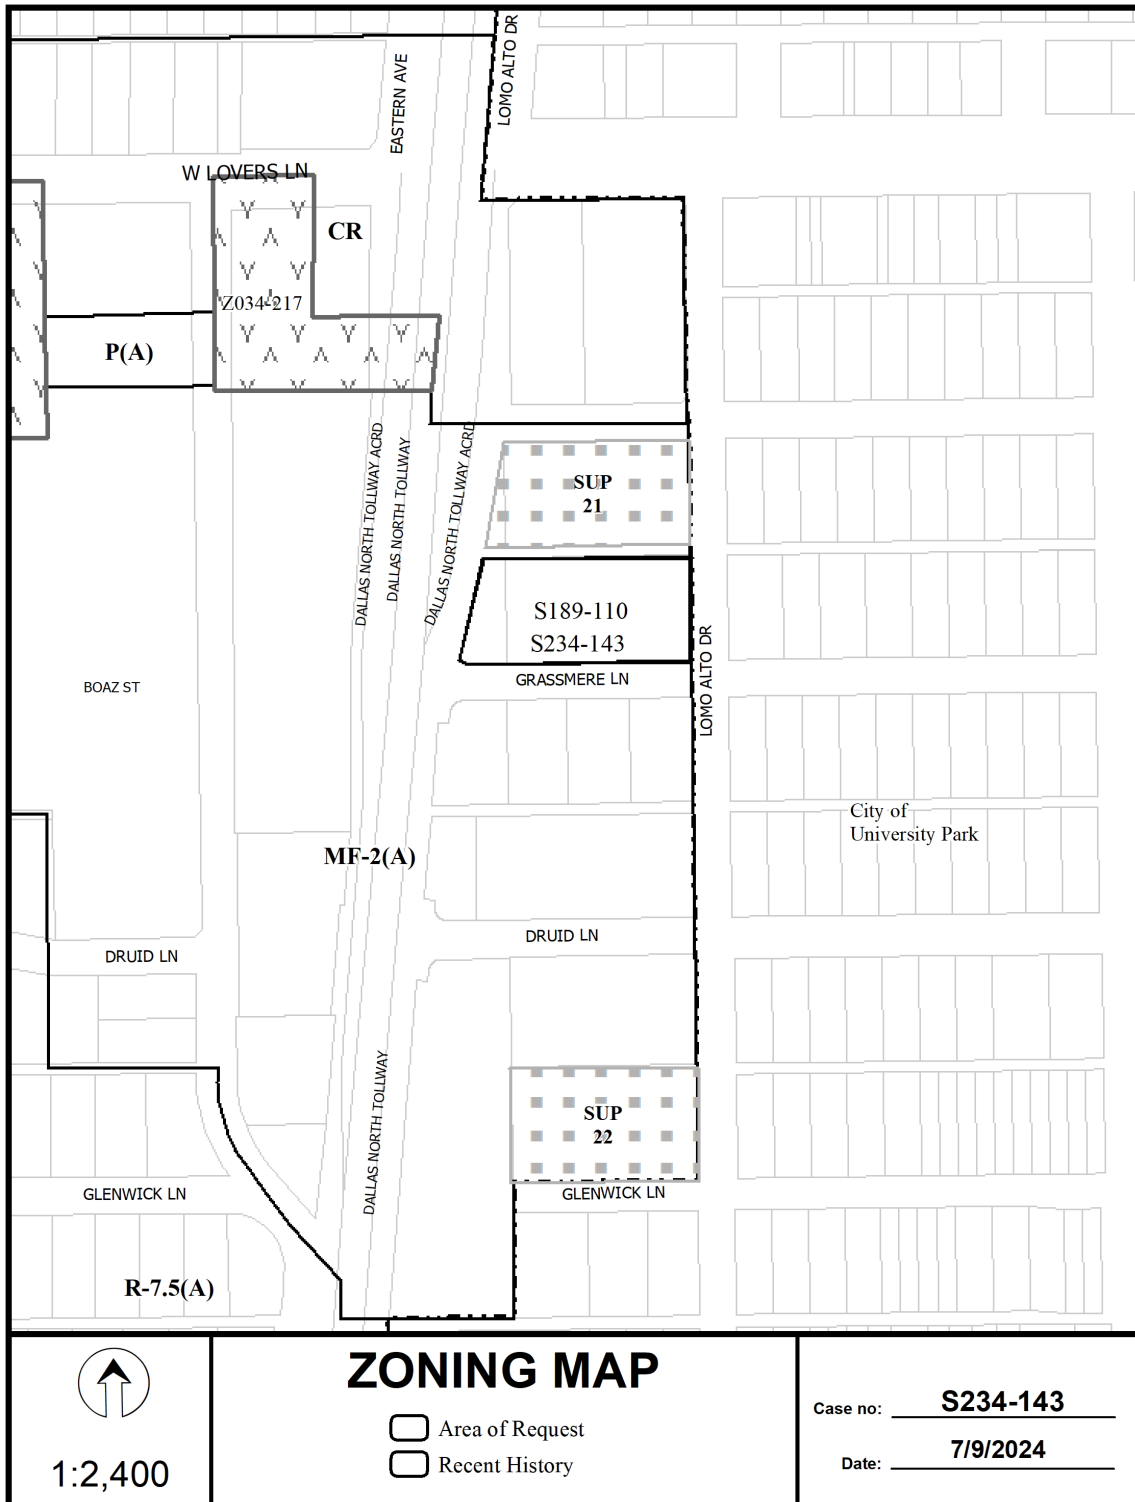 LOMO ALTO DR
EASTERN AVE
W LOVERS LN
CR
Z034-217
P(A)
DALLAS NORTH TOLLWAY ACRD
DALLAS NORTH TOLLWAY
DALLAS NORTH TOLLWAY ACRD
SUP
21
S189-110
S234-143
GRASSMERE LN
LOMO ALTO DR
BOAZ ST
City of
University Park
MF-2(A)
DRUID LN
DRUID LN
DALLAS NORTH TOLLWAY
SUP
22
GLENWICK LN
GLENWICK LN
R-7.5(A)
1:2,400
ZONING MAP
Area of Request
Recent History
Case no: S234-143
Date: 7/9/2024